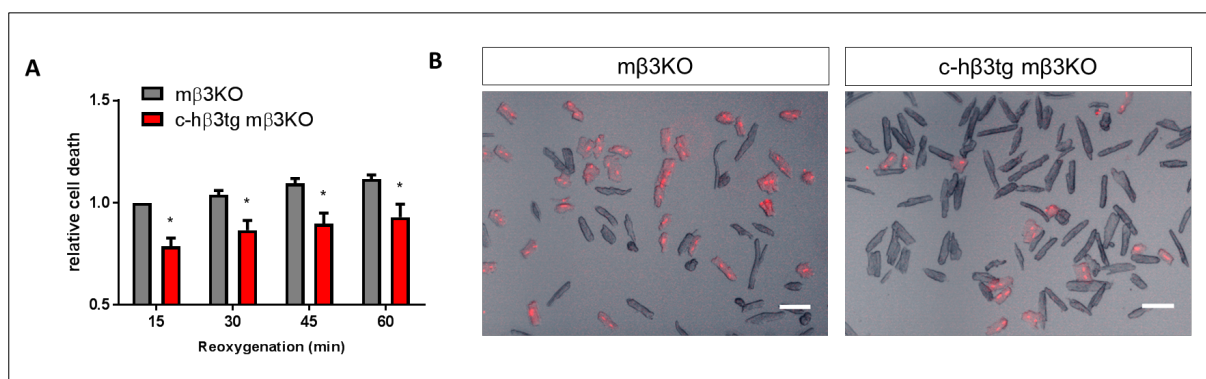 A
mβ3KO
c-hβ3tg mβ3KO
1.5
1.0
0.5
relative cell death
*
*
*
*
15
30
45
60
Reoxygenation (min)
B
mβ3KO
c-hβ3tg mβ3KO